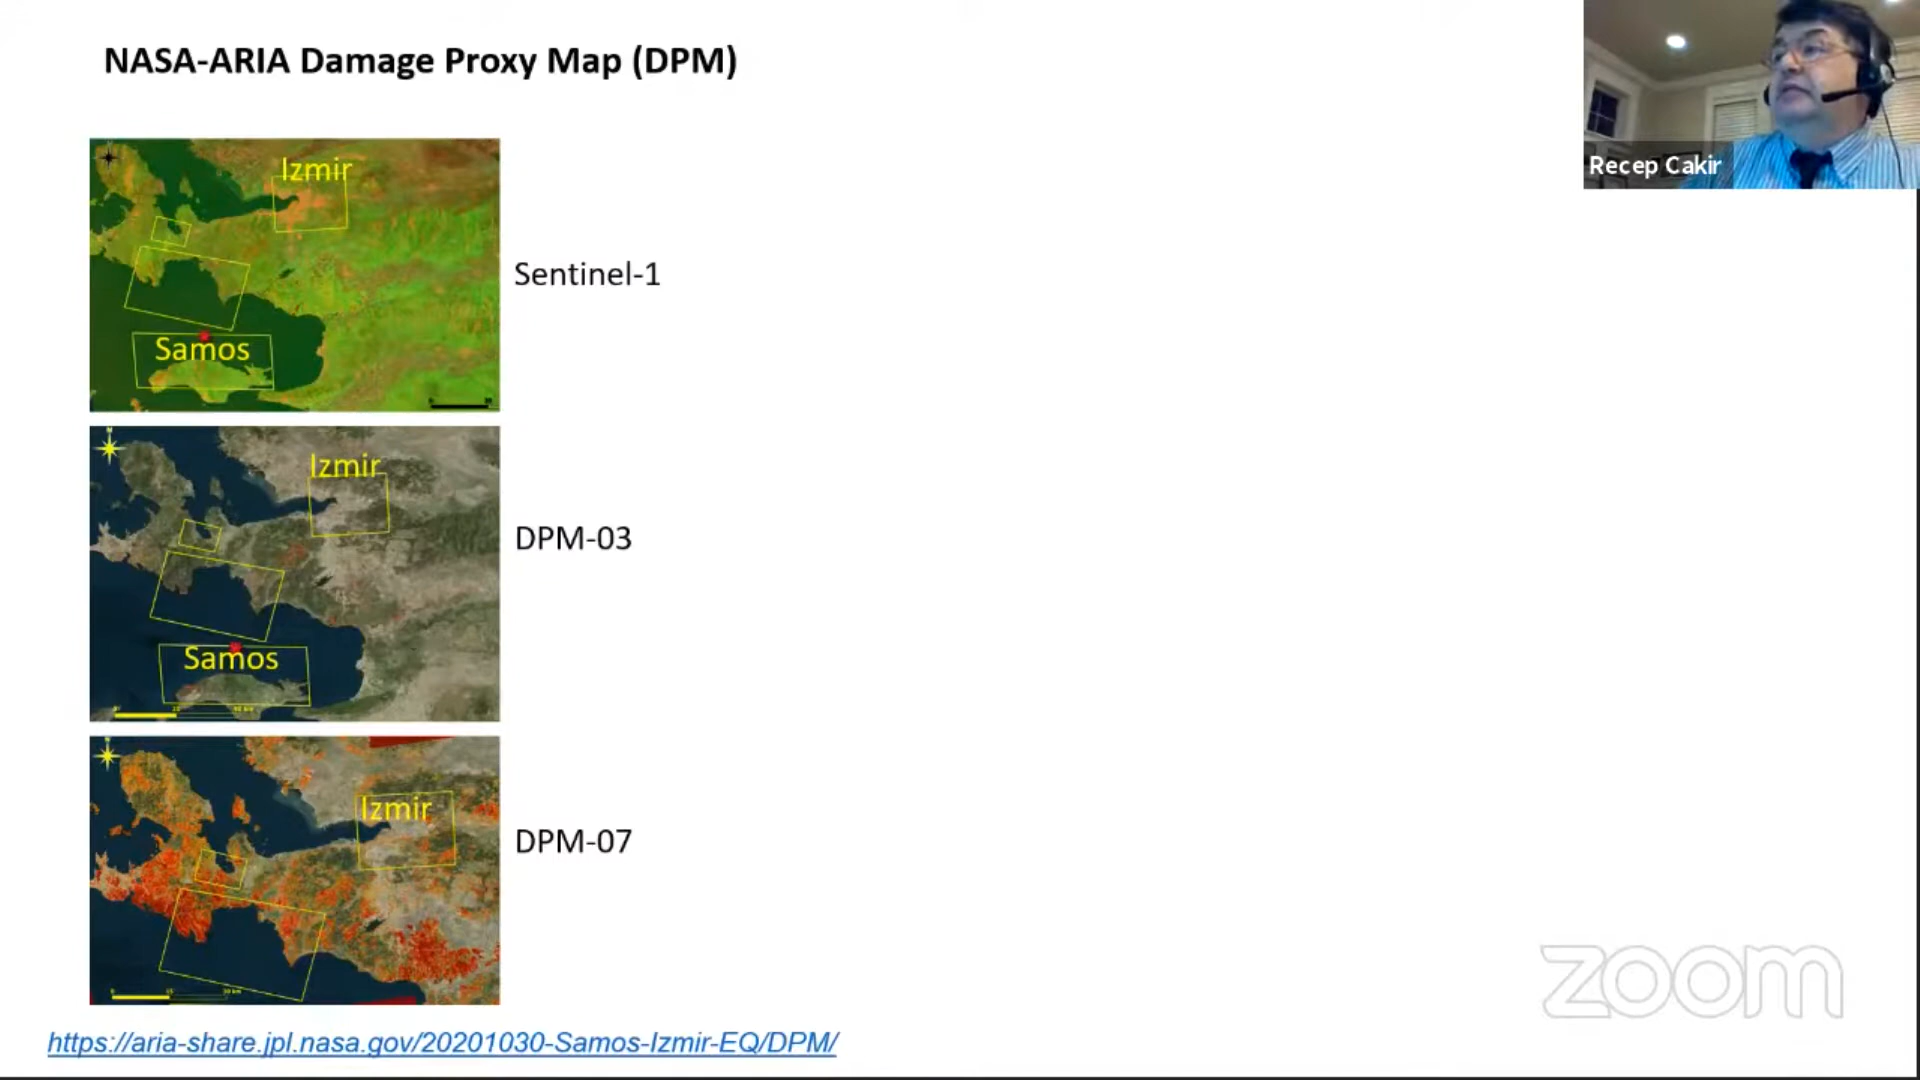 NASA-ARIA Damage Proxy Map (DPM)
Recep Cakir
Izmir
Samos
Sentinel-1
Izmir
Samos
DPM-03
Izmir
DPM-07
zoom
https://aria-share.jpl.nasa.gov/20201030-Samos-Izmir-EQ/DPM/